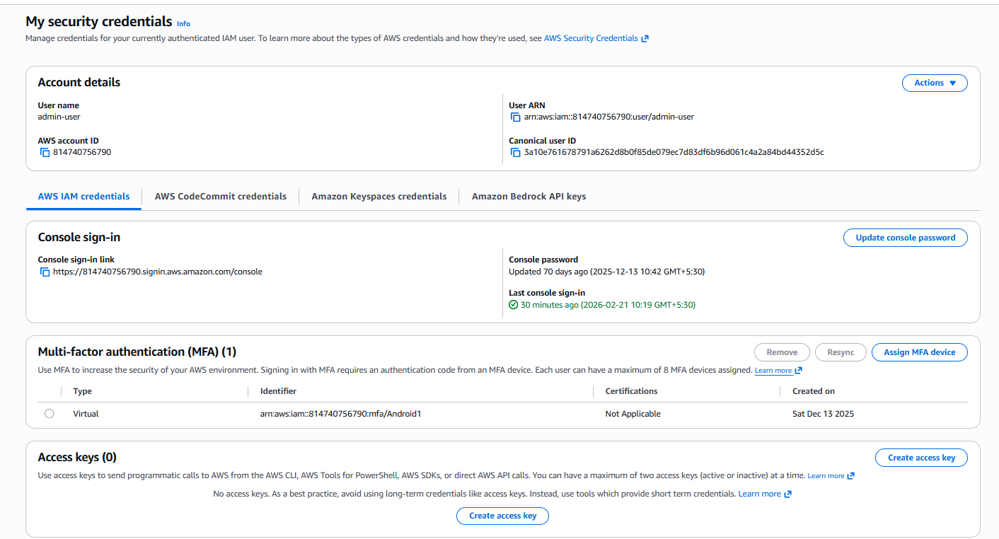 My security credentials Info
Manage credentials for your currently authenticated IAM user. To learn more about the types of AWS credentials and how they're used, see AWS Security Credentials
Account details
Actions
User name
admin-user
User ARN
arn:aws:iam::814740756790:user/admin-user
AWS account ID
814740756790
Canonical user ID
3a10e761678791a6262d8b0f85de079ec7d83df6b96d061c4a2a84bd44352d5c
AWS IAM credentials
AWS CodeCommit credentials
Amazon Keyspaces credentials
Amazon Bedrock API keys
Console sign-in
Update console password
Console sign-in link
https://814740756790.signin.aws.amazon.com/console
Console password
Updated 70 days ago (2025-12-13 10:42 GMT+5:30)
Last console sign-in
30 minutes ago (2026-02-21 10:19 GMT+5:30)
Multi-factor authentication (MFA) (1)
Remove
Resync
Assign MFA device
Use MFA to increase the security of your AWS environment. Signing in with MFA requires an authentication code from an MFA device. Each user can have a maximum of 8 MFA devices assigned. Learn more
Type
Identifier
Certifications
Created on
Virtual
arn:aws:iam::814740756790:mfa/Android1
Not Applicable
Sat Dec 13 2025
Access keys (0)
Create access key
Use access keys to send programmatic calls to AWS from the AWS CLI, AWS Tools for PowerShell, AWS SDKs, or direct AWS API calls. You can have a maximum of two access keys (active or inactive) at a time. Learn more
No access keys. As a best practice, avoid using long-term credentials like access keys. Instead, use tools which provide short term credentials. Learn more
Create access key